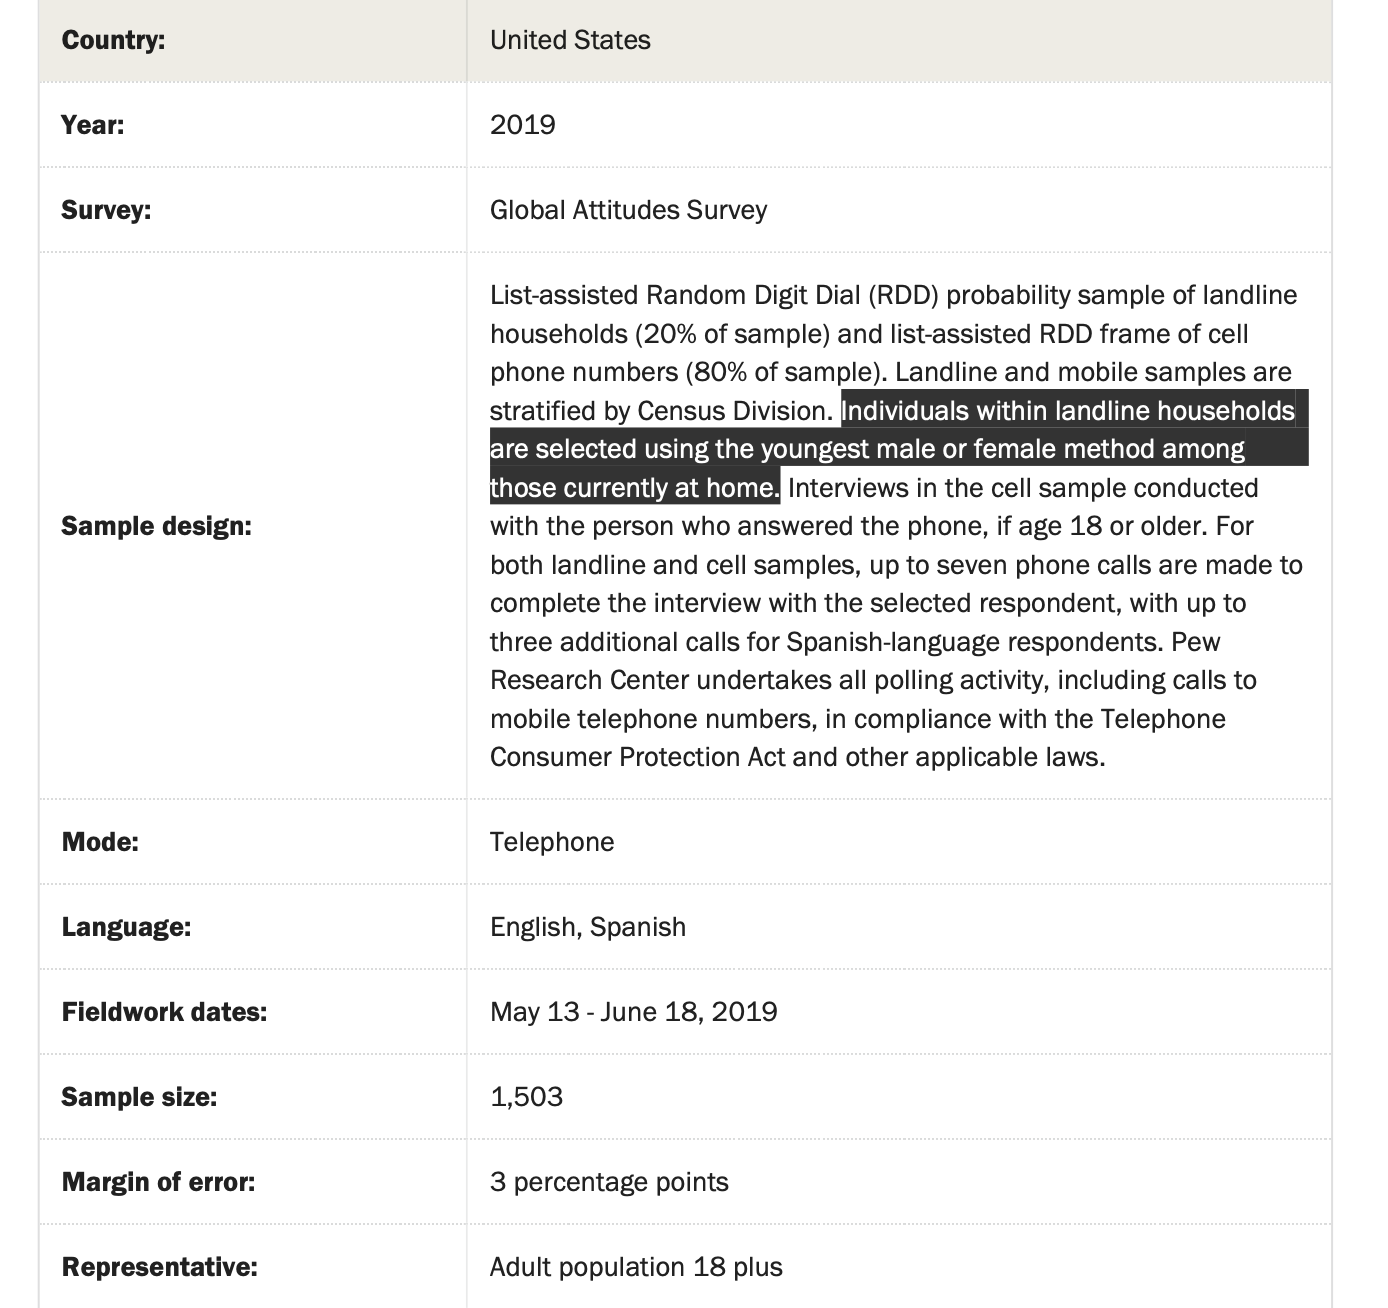 Country:
United States
Year:
2019
Survey:
Global Attitudes Survey
Sample design:
List-assisted Random Digit Dial (RDD) probability sample of landline
households (20% of sample) and list-assisted RDD frame of cell
phone numbers (80% of sample). Landline and mobile samples are
stratified by Census Division. Individuals within landline households
are selected using the youngest male or female method among
those currently at home. Interviews in the cell sample conducted
with the person who answered the phone, if age 18 or older. For
both landline and cell samples, up to seven phone calls are made to
complete the interview with the selected respondent, with up to
three additional calls for Spanish-language respondents. Pew
Research Center undertakes all polling activity, including calls to
mobile telephone numbers, in compliance with the Telephone
Consumer Protection Act and other applicable laws.
Mode:
Telephone
Language:
English, Spanish
Fieldwork dates:
May 13 - June 18, 2019
Sample size:
1,503
Margin of error:
3 percentage points
Representative:
Adult population 18 plus